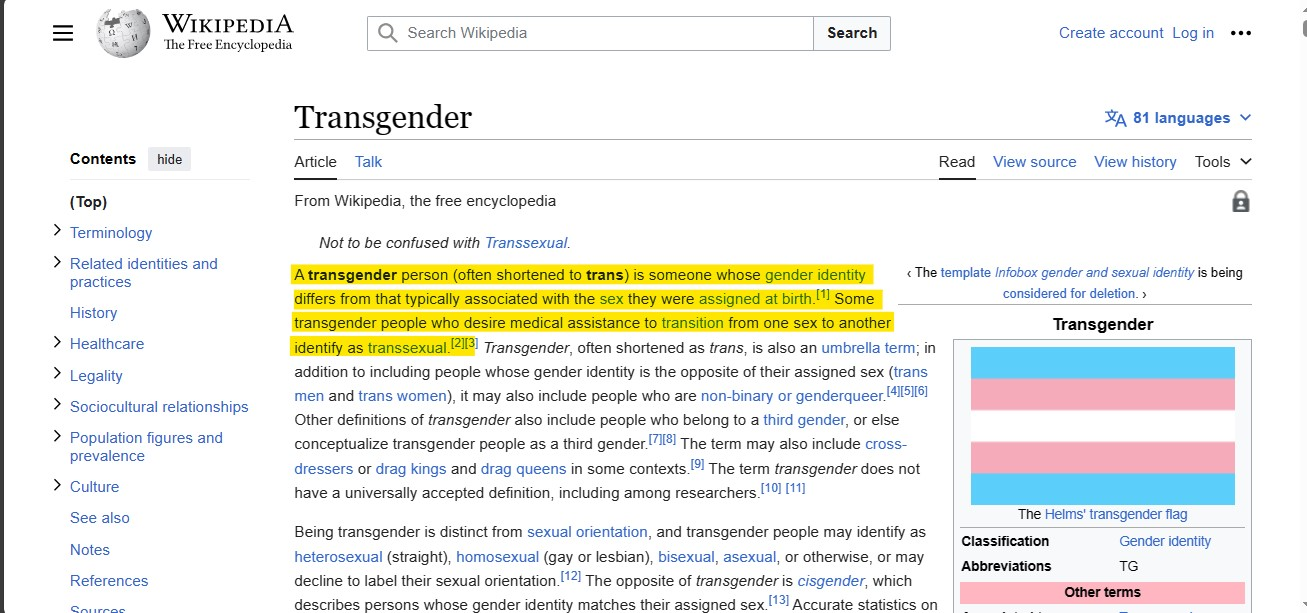 WIKIPEDIA
The Free Encyclopedia
Search Wikipedia
Search
Create account Log in
Contents hide
(Top)
Terminology
Related identities and
practices
History
Healthcare
Legality
Sociocultural relationships
Population figures and
prevalence
Culture
See also
Notes
References
Sources
Transgender
81 languages
Article Talk
Read View source View history Tools
From Wikipedia, the free encyclopedia
Not to be confused with Transsexual.
A transgender person (often shortened to trans) is someone whose gender identity
differs from that typically associated with the sex they were assigned at birth.[1] Some
transgender people who desire medical assistance to transition from one sex to another
identify as transsexual.[2][3] Transgender, often shortened as trans, is also an umbrella term; in
addition to including people whose gender identity is the opposite of their assigned sex (trans
men and trans women), it may also include people who are non-binary or genderqueer.[4][5][6]
Other definitions of transgender also include people who belong to a third gender, or else
conceptualize transgender people as a third gender.[7][8] The term may also include cross-
dressers or drag kings and drag queens in some contexts.[9] The term transgender does not
have a universally accepted definition, including among researchers.[10] [11]
Being transgender is distinct from sexual orientation, and transgender people may identify as
heterosexual (straight), homosexual (gay or lesbian), bisexual, asexual, or otherwise, or may
decline to label their sexual orientation.[12] The opposite of transgender is cisgender, which
describes persons whose gender identity matches their assigned sex.[13] Accurate statistics on
‹ The template Infobox gender and sexual identity is being
considered for deletion. ›
Transgender
The Helms' transgender flag
Classification Gender identity
Abbreviations TG
Other terms